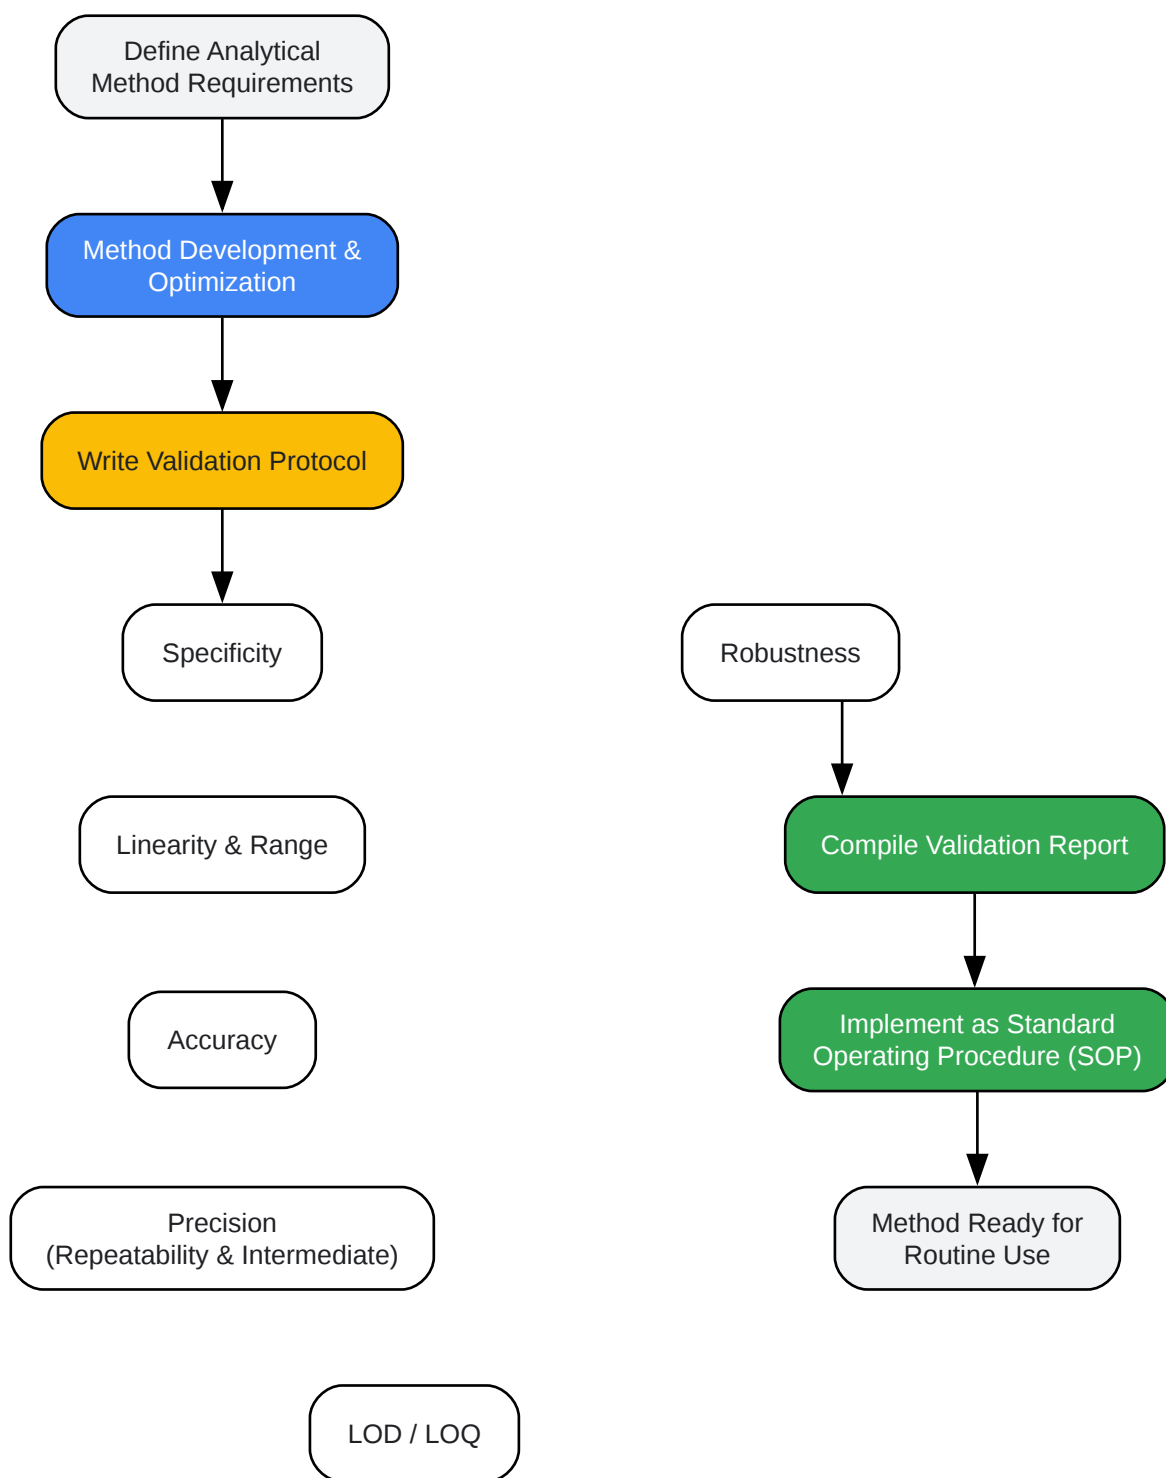 Define Analytical
Method Requirements
Method Development &
Optimization
Write Validation Protocol
Specificity
Robustness
Linearity & Range
Compile Validation Report
Accuracy
Implement as Standard
Operating Procedure (SOP)
Precision
(Repeatability & Intermediate)
Method Ready for
Routine Use
LOD / LOQ